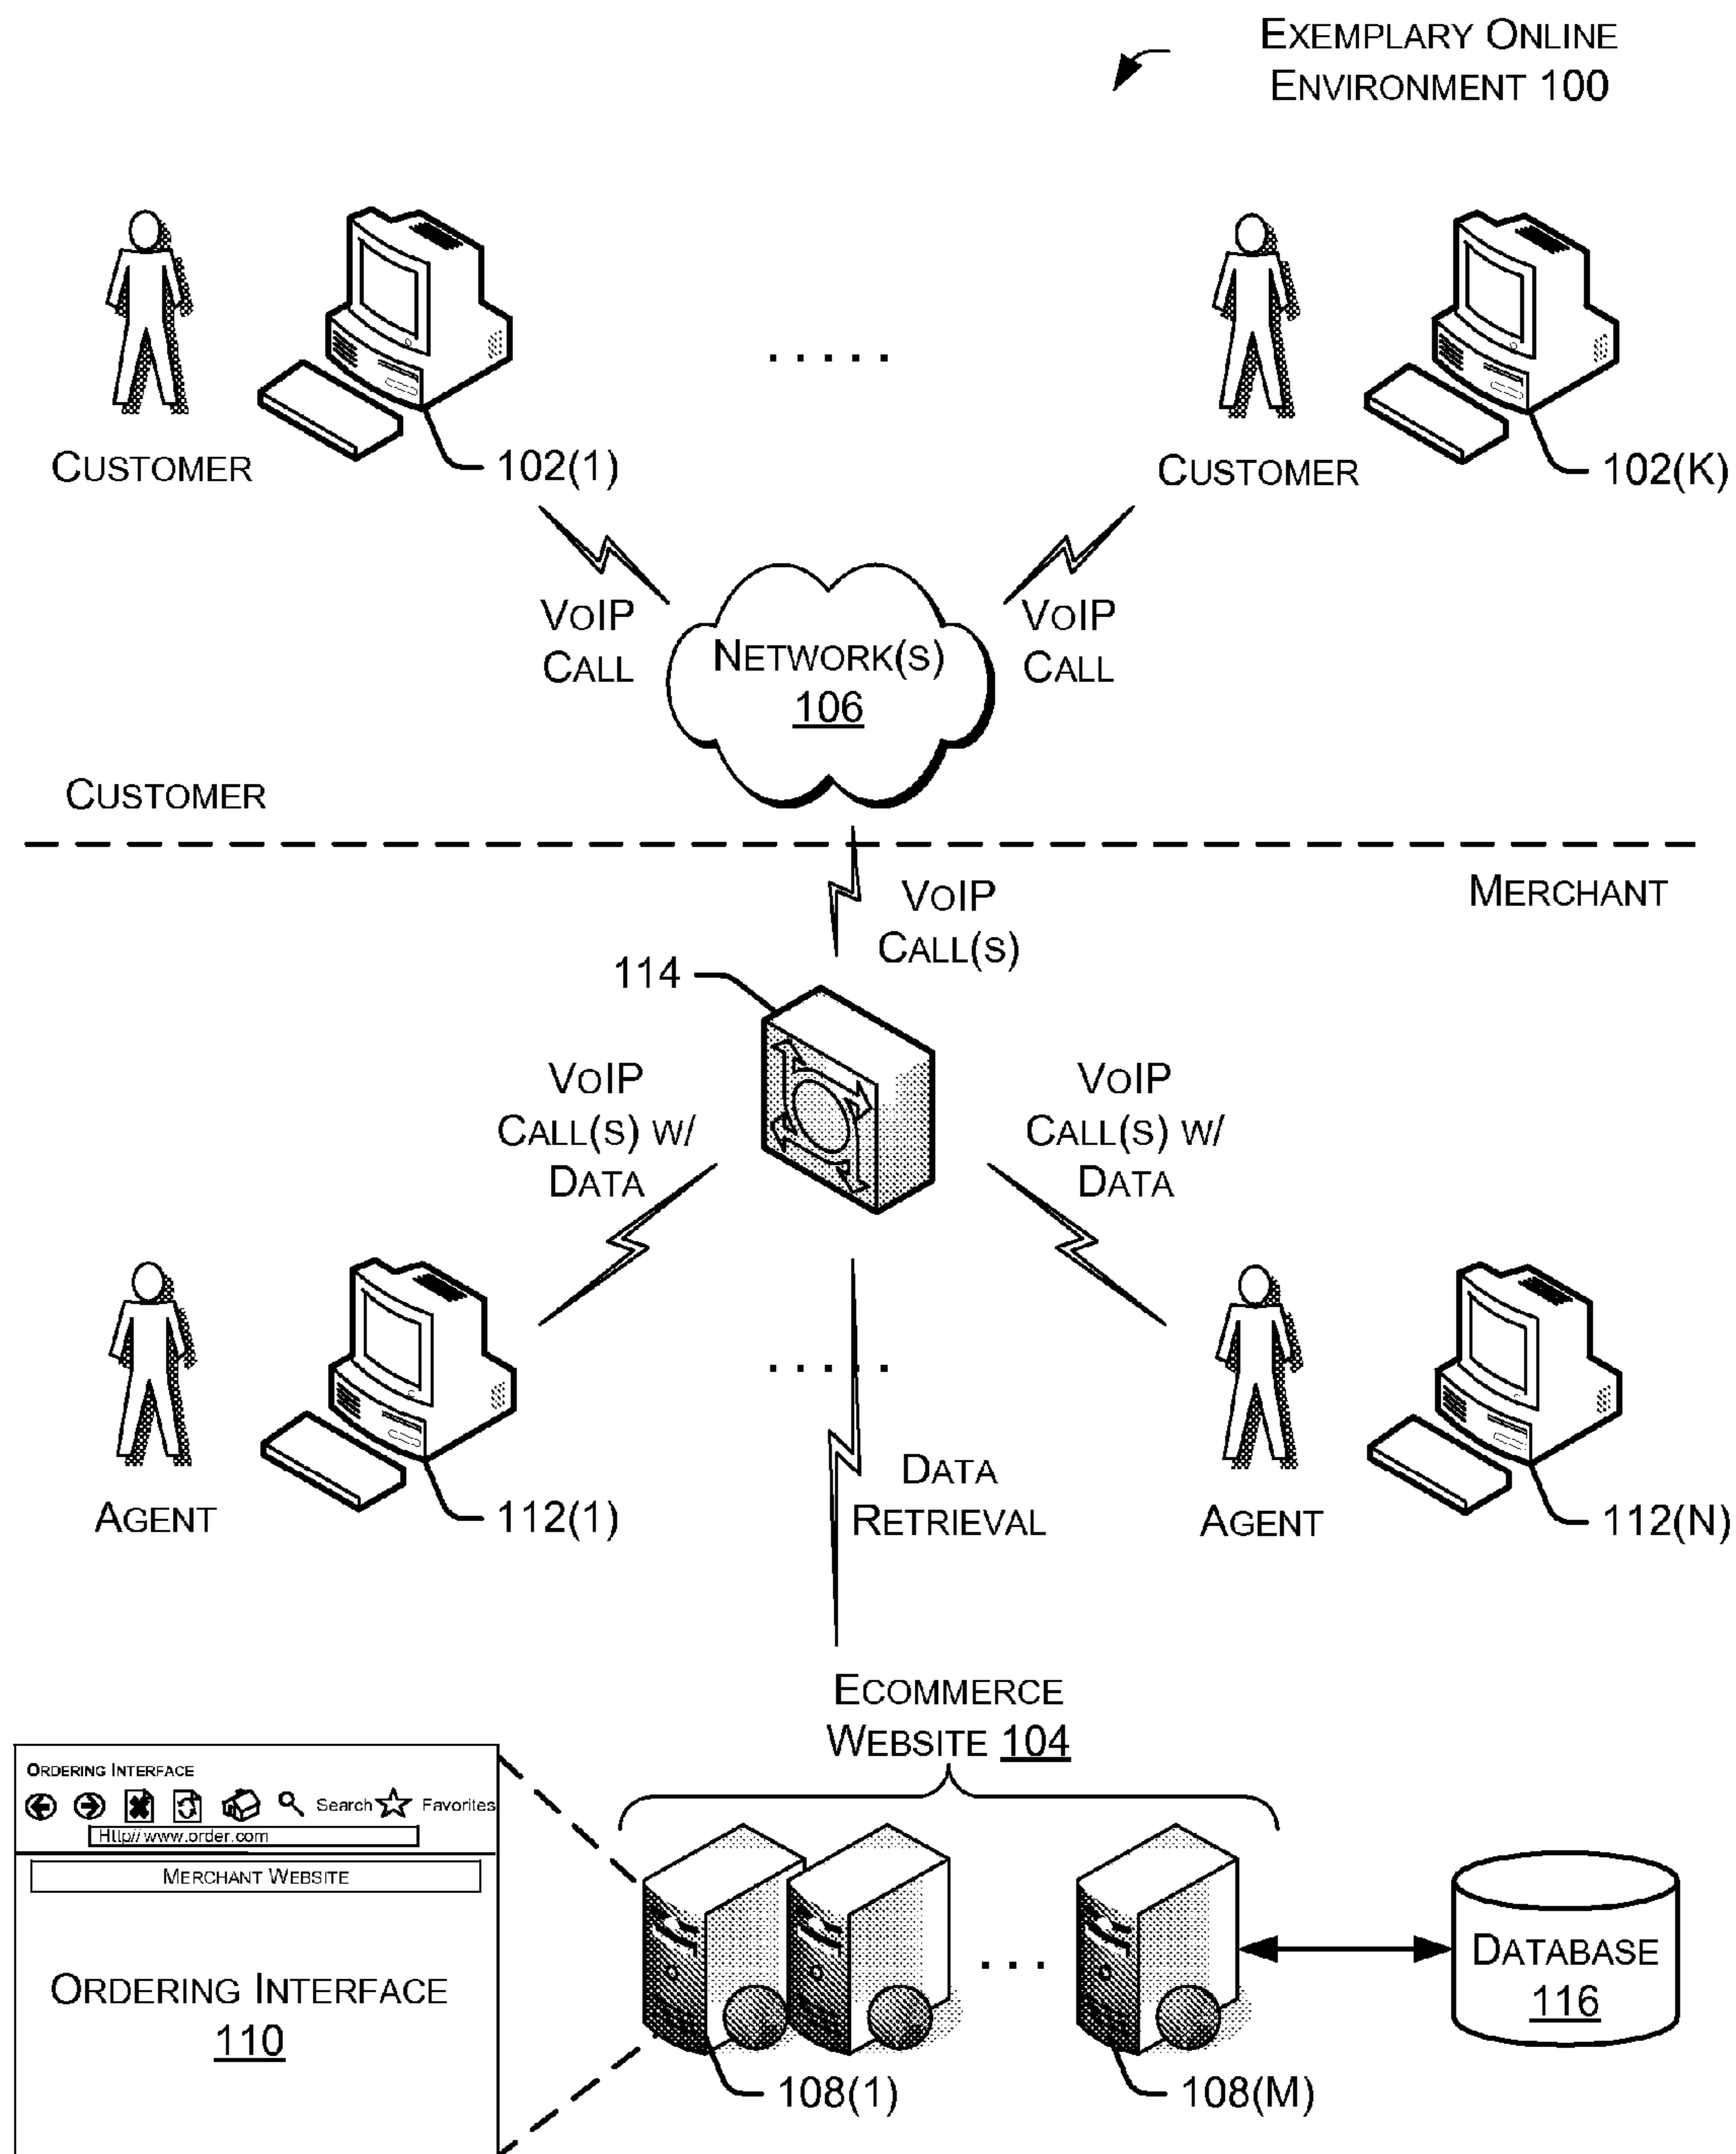 EXEMPLARY ONLINE
ENVIRONMENT 100
CUSTOMER
102(1)
CUSTOMER
102(K)
VOIP
CALL
NETWORK(S)
106
VOIP
CALL
CUSTOMER
MERCHANT
VOIP
CALL(S)
114
VOIP
CALL(S) W/
DATA
VOIP
CALL(S) W/
DATA
AGENT
112(1)
DATA
RETRIEVAL
AGENT
112(N)
ECOMMERCE
WEBSITE 104
ORDERING INTERFACE
Search Favorites
Http//www.order.com
MERCHANT WEBSITE
ORDERING INTERFACE
110
108(1)
108(M)
DATABASE
116